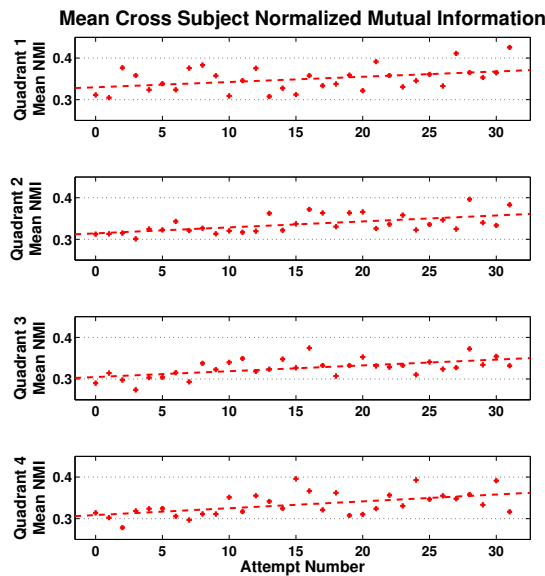 Mean Cross Subject Normalized Mutual Information
Quadrant 1
Mean NMI
0.4
0.3
0 5 10 15 20 25 30
Quadrant 2
Mean NMI
0.4
0.3
0 5 10 15 20 25 30
Quadrant 3
Mean NMI
0.4
0.3
0 5 10 15 20 25 30
Quadrant 4
Mean NMI
0.4
0.3
0 5 10 15 20 25 30
Attempt Number